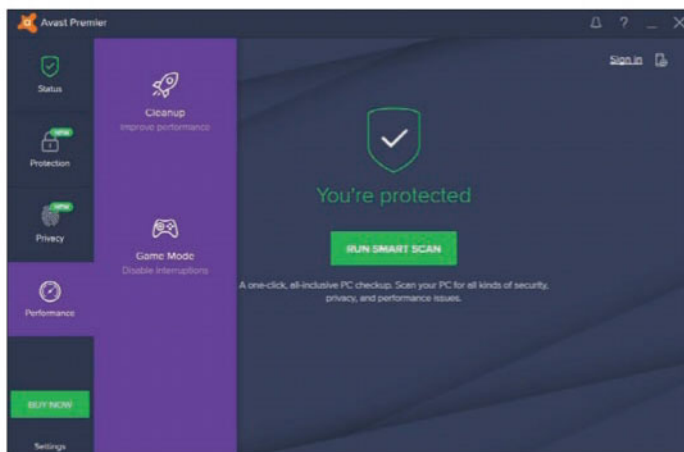 Avast Premier
?
Sign in
Status
NEW
Protection
NEW
Privacy
Performance
BUY NOW
Settings
Cleanup
Improve performance
Game Mode
Disable interruptions
You're protected
RUN SMART SCAN
A one-click, all-inclusive PC checkup. Scan your PC for all kinds of security,
privacy, and performance issues.